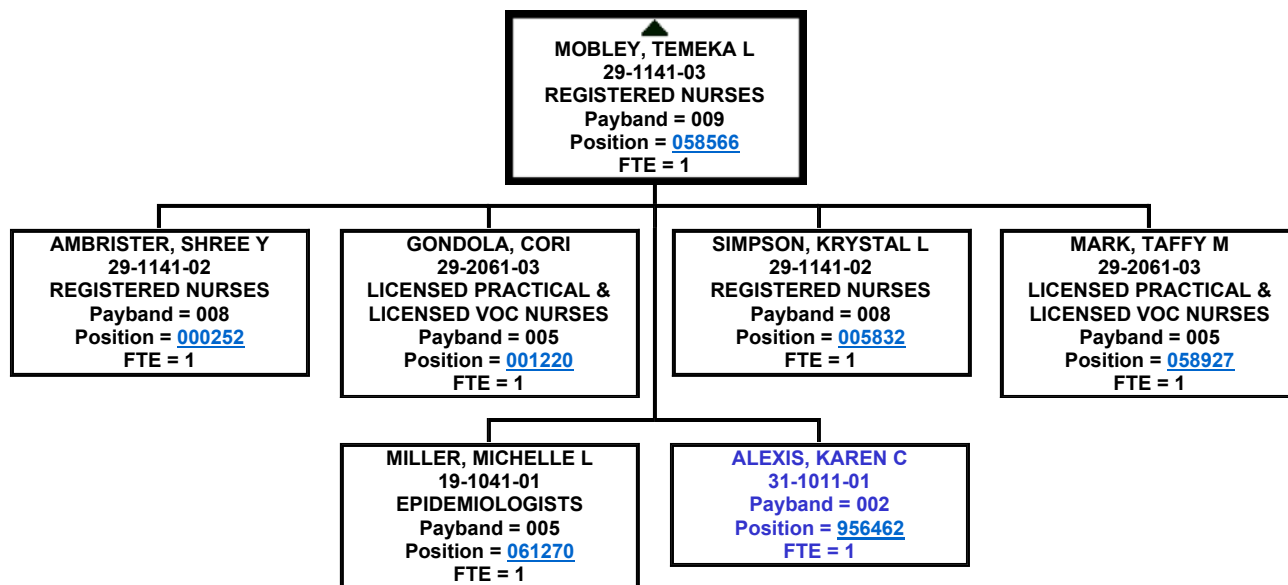 MOBLEY, TEMEKA L
29-1141-03
REGISTERED NURSES
Payband = 009
Position = 058566
FTE = 1
AMBRISTER, SHREE Y
29-1141-02
REGISTERED NURSES
Payband = 008
Position = 000252
FTE = 1
GONDOLA, CORI
29-2061-03
LICENSED PRACTICAL &
LICENSED VOC NURSES
Payband = 005
Position = 001220
FTE = 1
SIMPSON, KRYSTAL L
29-1141-02
REGISTERED NURSES
Payband = 008
Position = 005832
FTE = 1
MARK, TAFFY M
29-2061-03
LICENSED PRACTICAL &
LICENSED VOC NURSES
Payband = 005
Position = 058927
FTE = 1
MILLER, MICHELLE L
19-1041-01
EPIDEMIOLOGISTS
Payband = 005
Position = 061270
FTE = 1
ALEXIS, KAREN C
31-1011-01
Payband = 002
Position = 956462
FTE = 1